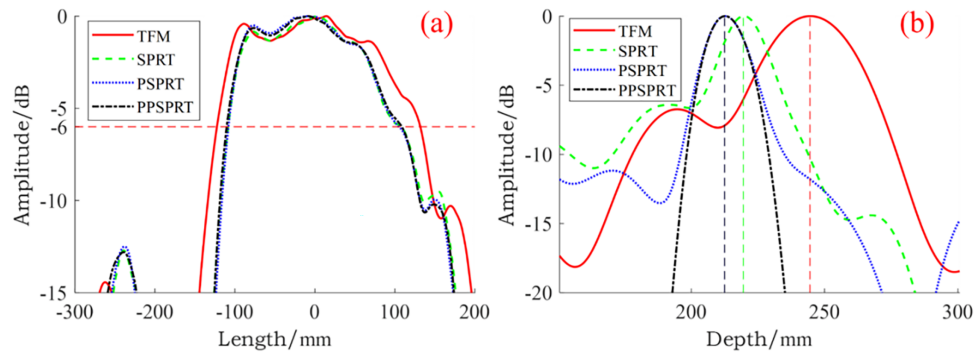 (a)
TFM
SPRT
PSPRT
PPSPRT
Amplitude/dB
0
-5
-6
-10
-15
-300
-200
-100
0
100
200
Length/mm
(b)
TFM
SPRT
PSPRT
PPSPRT
Amplitude/dB
0
-5
-10
-15
-20
200
250
300
Depth/mm